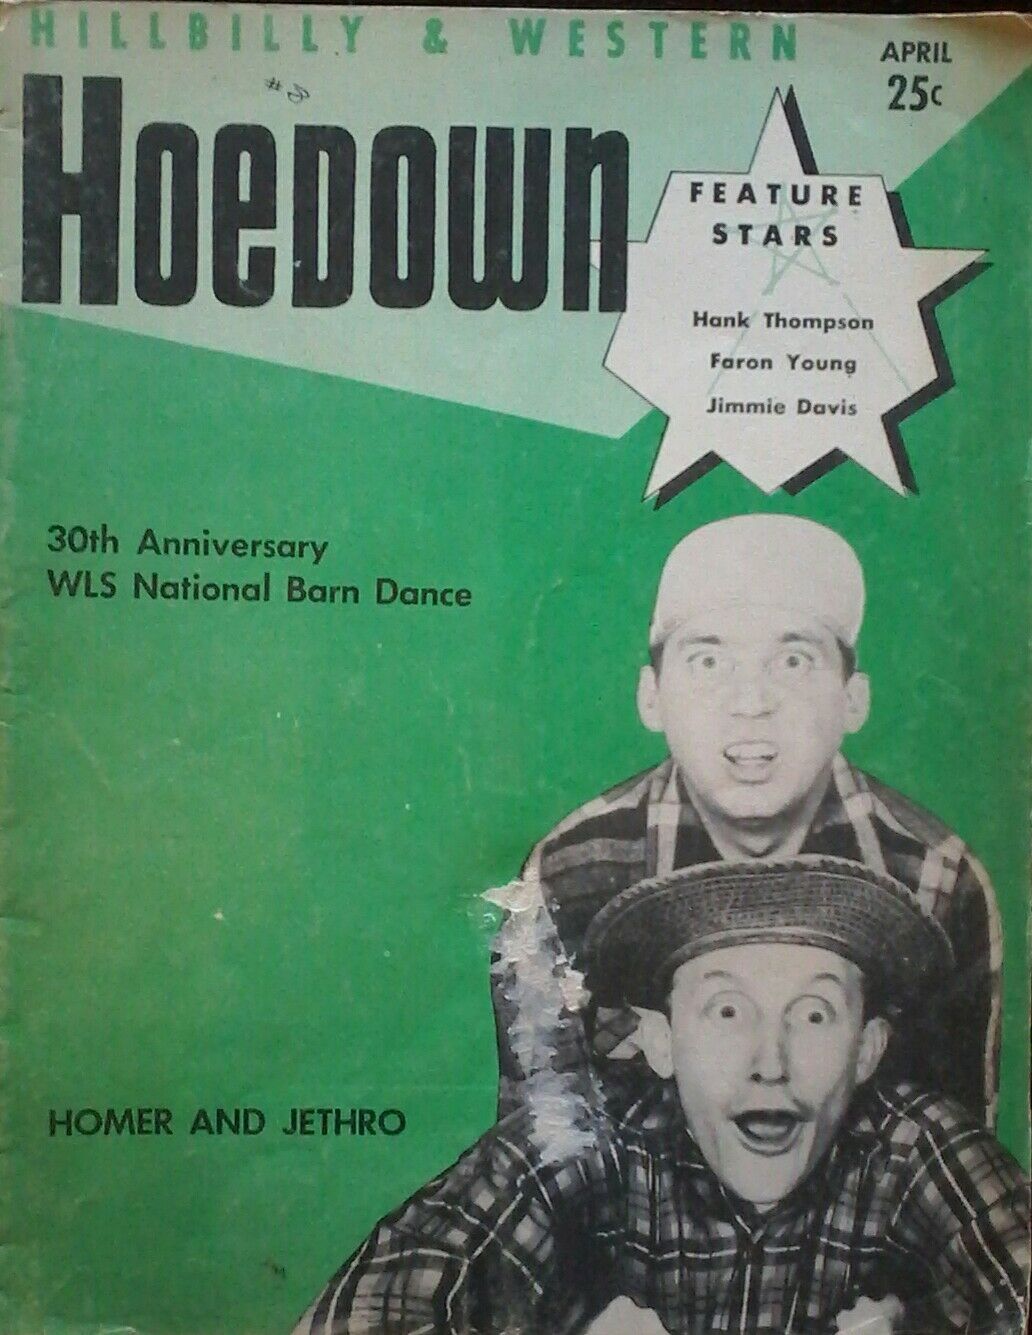 HILLBILLY & WESTERN
APRIL
25c
#3
HOEDOWN
FEATURE
STARS
Hank Thompson
Faron Young
Jimmie Davis
30th Anniversary
WLS National Barn Dance
HOMER AND JETHRO